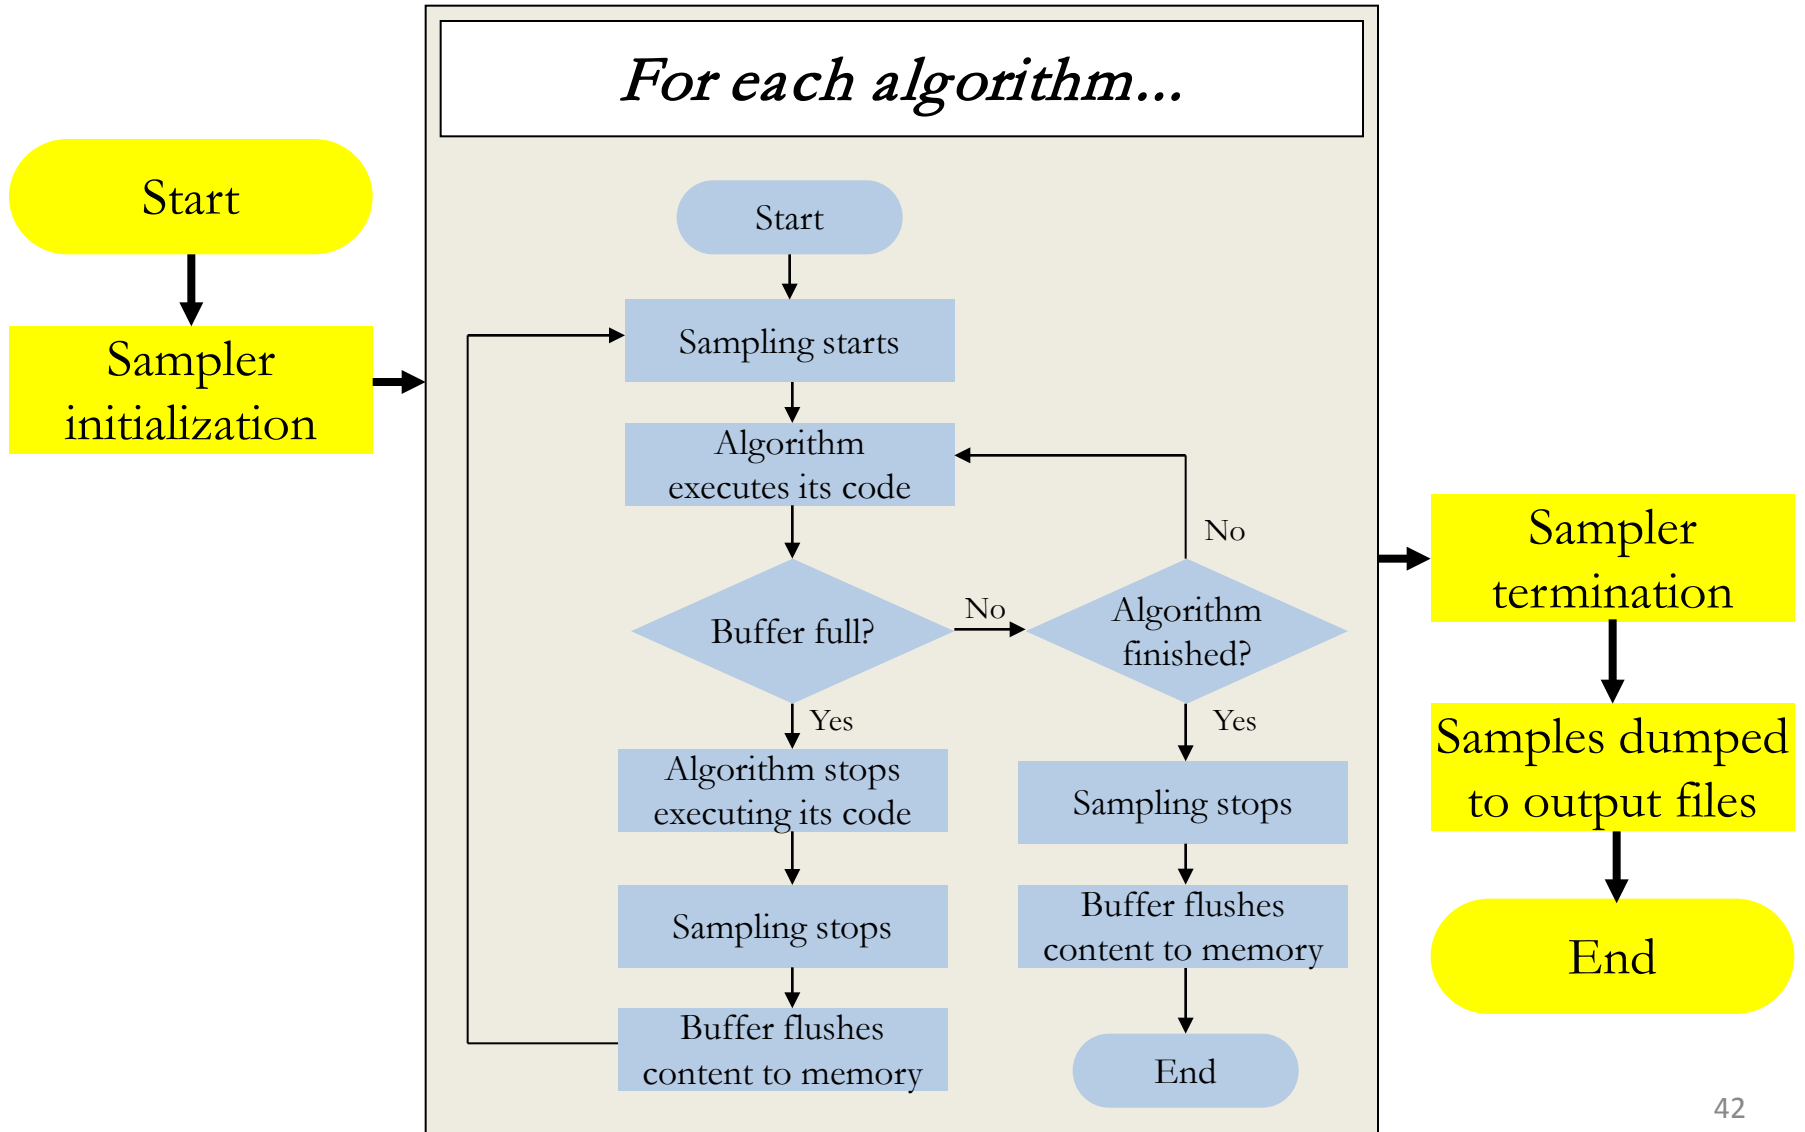 For each algorithm...
Start
Sampler
initialization
Start
Sampling starts
Algorithm
executes its code
No
Buffer full?
No
Algorithm
finished?
Yes
Yes
Algorithm stops
executing its code
Sampling stops
Sampling stops
Buffer flushes
content to memory
Buffer flushes
content to memory
End
Sampler
termination
Samples dumped
to output files
End
42